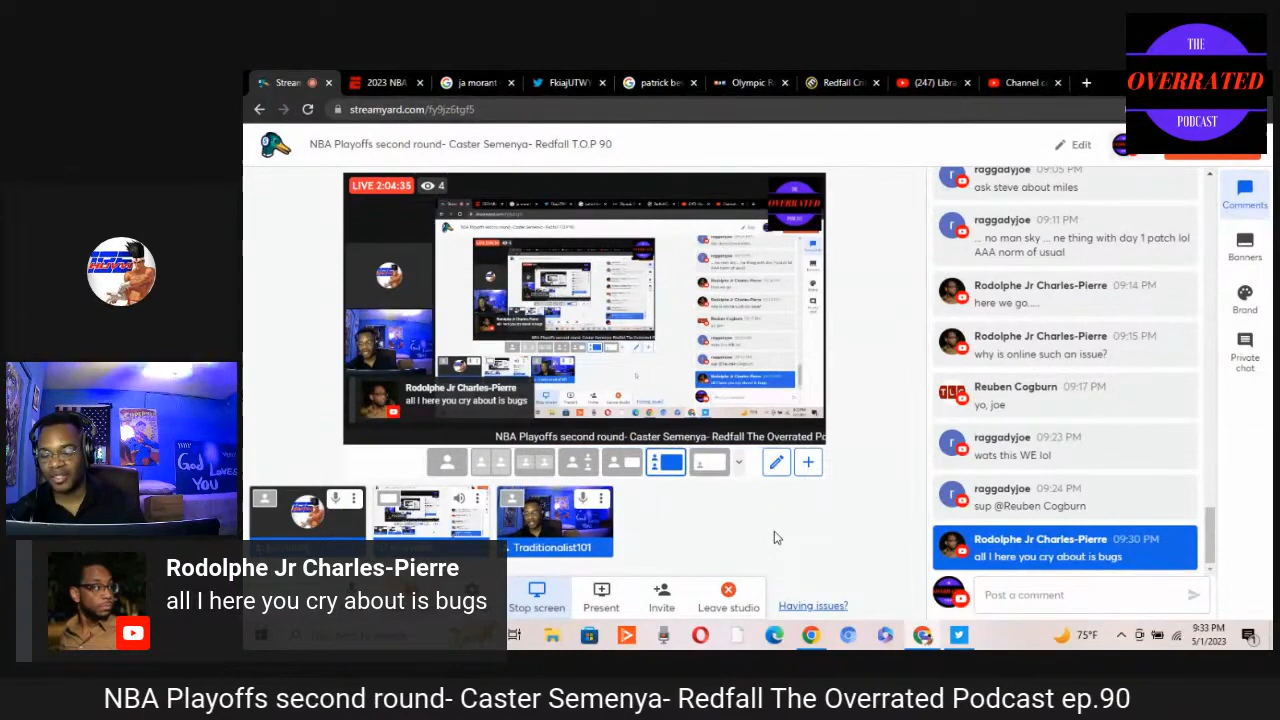 THE
OVERRATED
PODCAST
Stream
2023 NBA
ja morant -
FkiajUTWY
patrick bev
Olympic R
Redfall Cri
(247) Libra
Channel co
streamyard.com/fy9jz6tgf5
NBA Playoffs second round- Caster Semenya- Redfall T.O.P 90
Edit
LIVE 2:04:35
4
OVERRATED
Rodolphe Jr Charles-Pierre
all I here you cry about is bugs
NBA Playoffs second round- Caster Semenya- Redfall The Overrated Po
raggadyjoe 09:05 PM
ask steve about miles
raggadyjoe 09:11 PM
... no man sky ... ne thing with day 1 patch lol
AAA norm of usual
Rodolphe Jr Charles-Pierre 09:14 PM
here we go.....
Rodolphe Jr Charles-Pierre 09:15 PM
why is online such an issue?
Reuben Cogburn 09:17 PM
yo, joe
raggadyjoe 09:23 PM
wats this WE lol
raggadyjoe 09:24 PM
sup @Reuben Cogburn
Rodolphe Jr Charles-Pierre 09:30 PM
all I here you cry about is bugs
Post a comment
Comments
Banners
Brand
Private
chat
God Loves
YOU
Traditionalist101
Stop screen
Present
Invite
Leave studio
Having issues?
Rodolphe Jr Charles-Pierre
all I here you cry about is bugs
75°F
9:33 PM
5/1/2023
NBA Playoffs second round- Caster Semenya- Redfall The Overrated Podcast ep.90